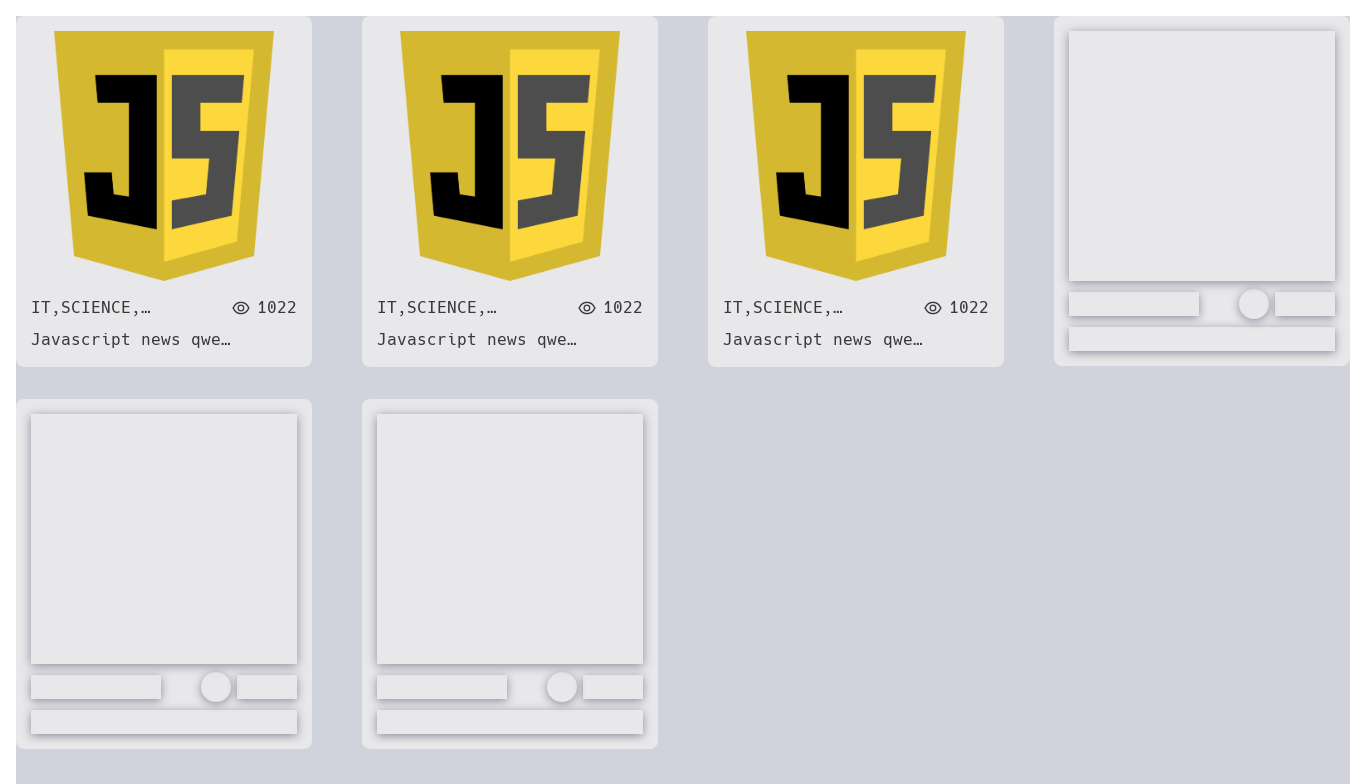 JS
JS
JS
IT,SCIENCE,…
1022
IT,SCIENCE,…
1022
IT,SCIENCE,…
1022
Javascript news qwe…
Javascript news qwe…
Javascript news qwe…